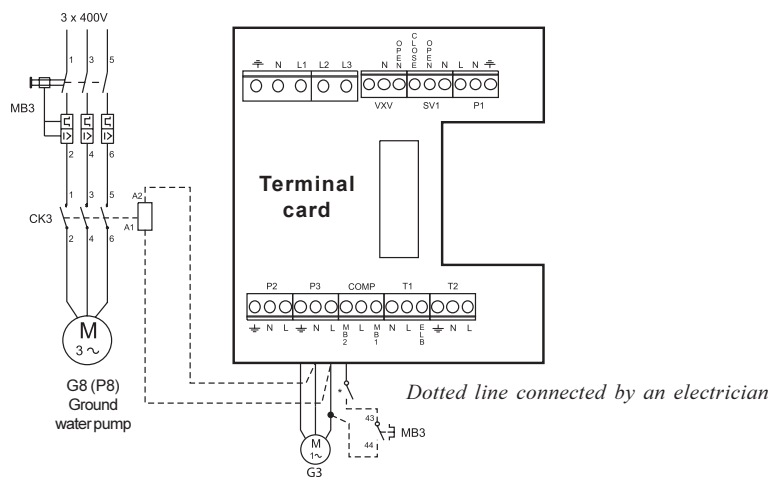 3 x 400V
1 3 5
MB3
2 4 6
1 3 5
CK3
A2
A1
2 4 6
M
3 ~
G8 (P8)
Ground
water pump
N L1 L2 L3
N OPEN CLOSE OPEN N L N
VXV SV1 P1
Terminal
card
P2 P3 COMP T1 T2
N L N L MB2 MB1 N L ELB N L
*
43
44
MB3
M
1~
G3
Dotted line connected by an electrician